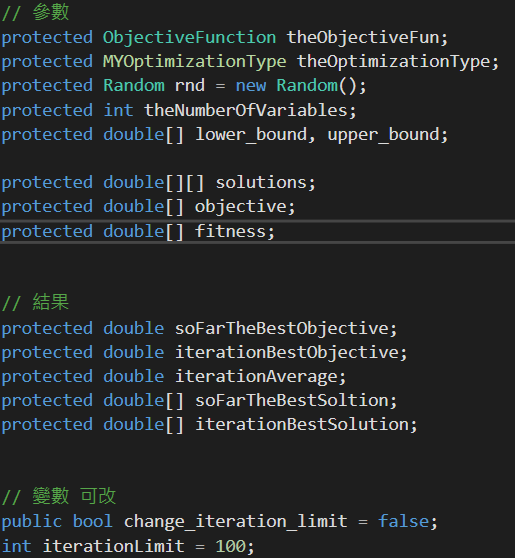 // 參數
protected ObjectiveFunction theObjectiveFun;
protected MYOptimizationType theOptimizationType;
protected Random rnd = new Random();
protected int theNumberOfVariables;
protected double[] lower_bound, upper_bound;
protected double[][] solutions;
protected double[] objective;
protected double[] fitness;
// 結果
protected double soFarTheBestObjective;
protected double iterationBestObjective;
protected double iterationAverage;
protected double[] soFarTheBestSoltion;
protected double[] iterationBestSolution;
// 變數 可改
public bool change_iteration_limit = false;
int iterationLimit = 100;